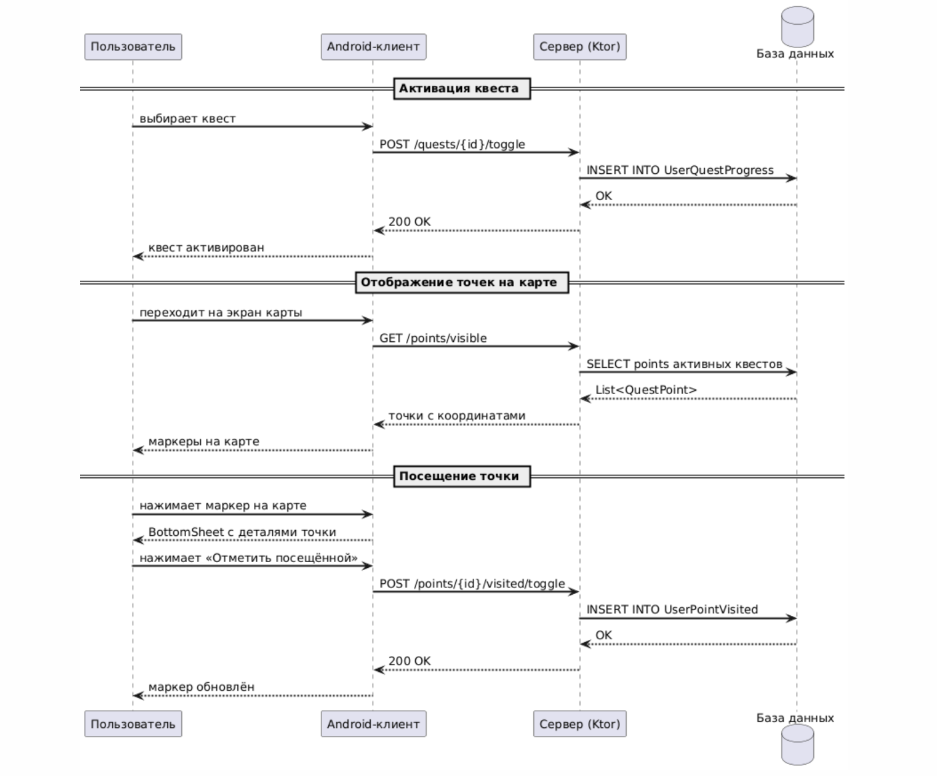 Пользователь
Android-клиент
Сервер (Ktor)
База данных
Активация квеста
выбирает квест
POST /quests/{id}/toggle
INSERT INTO UserQuestProgress
OK
200 OK
квест активирован
Отображение точек на карте
переходит на экран карты
GET /points/visible
SELECT points активных квестов
List<QuestPoint>
точки с координатами
маркеры на карте
Посещение точки
нажимает маркер на карте
BottomSheet с деталями точки
нажимает «Отметить посещённой»
POST /points/{id}/visited/toggle
INSERT INTO UserPointVisited
OK
200 OK
маркер обновлён
Пользователь
Android-клиент
Сервер (Ktor)
База данных